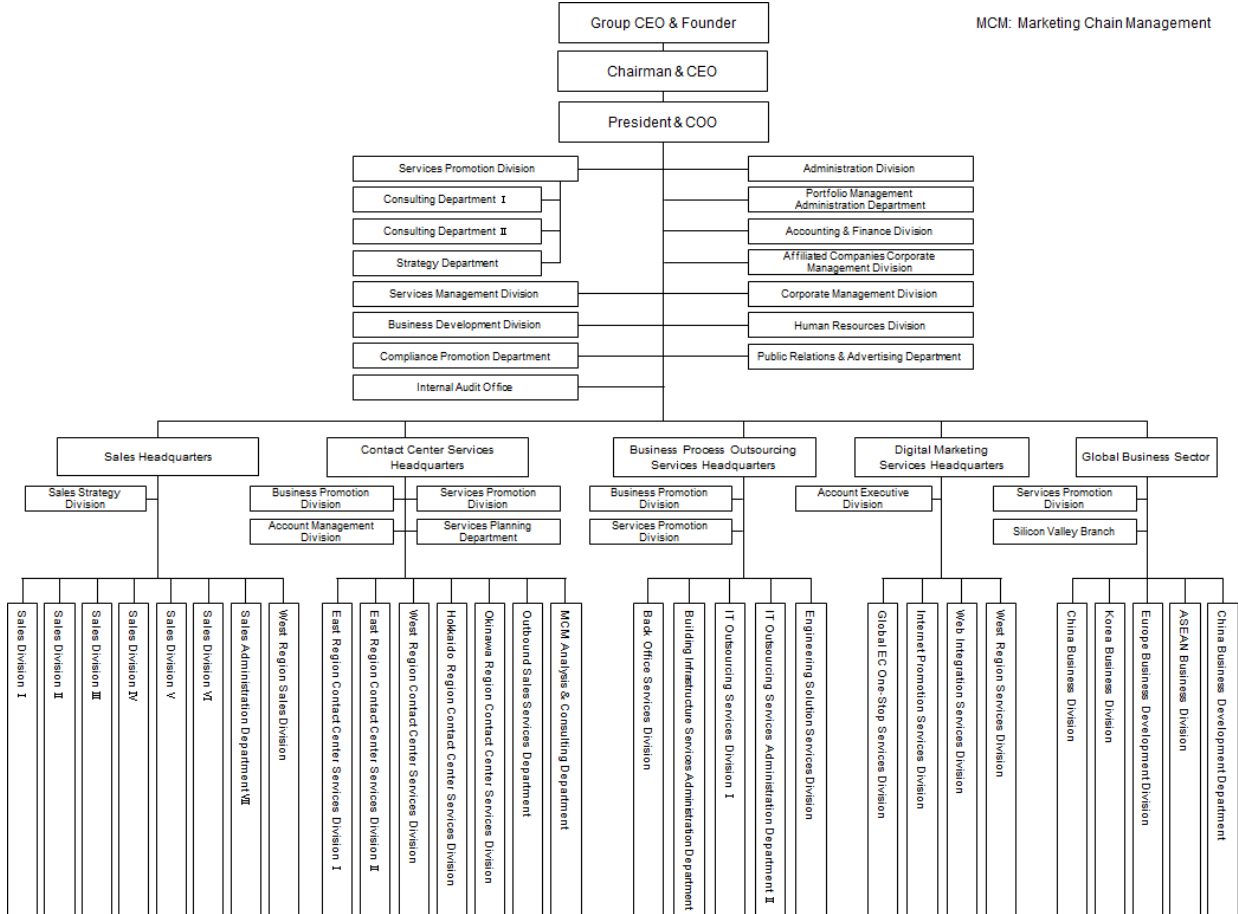 Group CEO & Founder
MCM: Marketing Chain Management
Chairman & CEO
President & COO
Services Promotion Division
Administration Division
Consulting Department Ⅰ
Portfolio Management
Administration Department
Consulting Department Ⅱ
Accounting & Finance Division
Strategy Department
Affiliated Companies Corporate
Management Division
Services Management Division
Corporate Management Division
Business Development Division
Human Resources Division
Compliance Promotion Department
Public Relations & Advertising Department
Internal Audit Office
Sales Headquarters
Contact Center Services
Headquarters
Business Process Outsourcing
Services Headquarters
Digital Marketing
Services Headquarters
Global Business Sector
Sales Strategy
Division
Business Promotion
Division
Services Promotion
Division
Account Management
Division
Services Planning
Department
Business Promotion
Division
Services Promotion
Division
Account Executive
Division
Services Promotion
Division
Silicon Valley Branch
Sales Division Ⅰ
Sales Division Ⅱ
Sales Division Ⅲ
Sales Division Ⅳ
Sales Division Ⅴ
Sales Division Ⅵ
Sales Administration Department Ⅶ
West Region Sales Division
East Region Contact Center Services Division Ⅰ
East Region Contact Center Services Division Ⅱ
West Region Contact Center Services Division
Hokkaido Region Contact Center Services Division
Okinawa Region Contact Center Services Division
Outbound Sales Services Department
MCM Analysis & Consulting Department
Back Office Services Division
Building Infrastructure Services Administration Department
IT Outsourcing Services Division Ⅰ
IT Outsourcing Services Administration Department Ⅱ
Engineering Solution Services Division
Global EC One-Stop Services Division
Internet Promotion Services Division
Web Integration Services Division
West Region Services Division
China Business Division
Korea Business Division
Europe Business Development Division
ASEAN Business Division
China Business Development Department